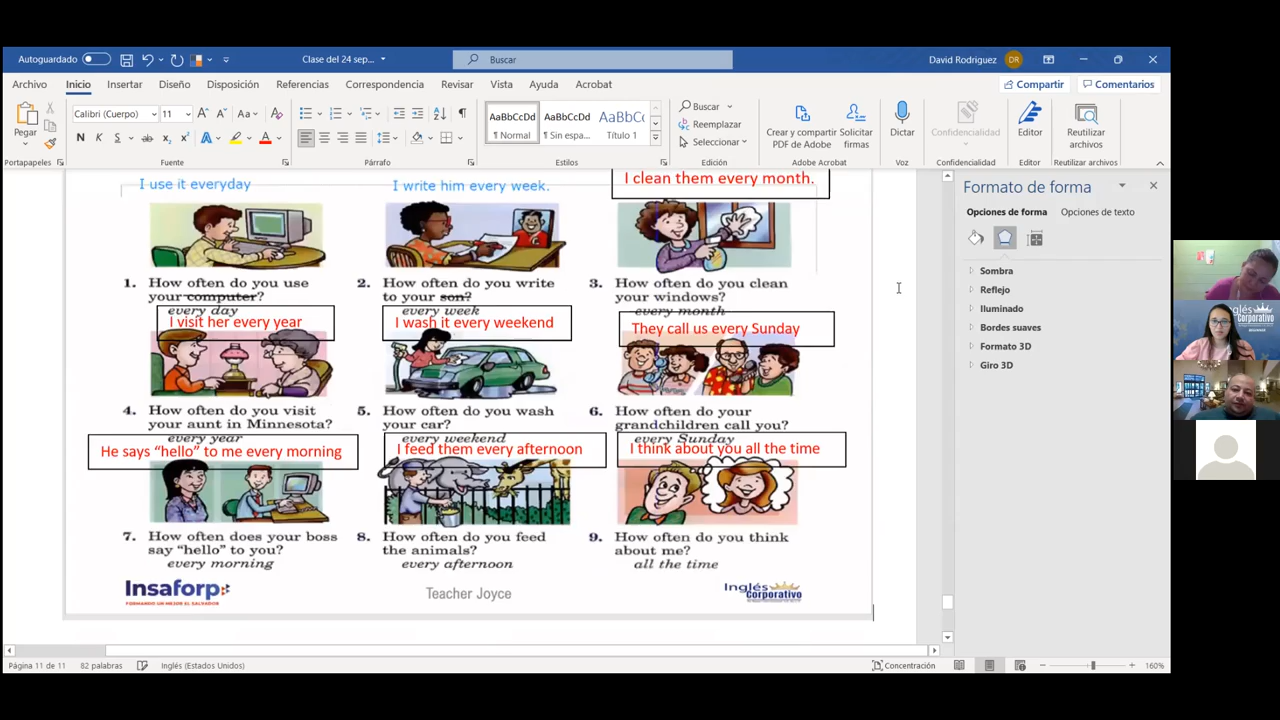 Autoguardado
Clase del 24 sep...
Buscar
David Rodriguez
DR
Archivo
Inicio
Insertar
Diseño
Disposición
Referencias
Correspondencia
Revisar
Vista
Ayuda
Acrobat
Compartir
Comentarios
Pegar
Calibri (Cuerpo)
11
Aa
N K S ab x₂ x²
AaBbCcDd
¶ Normal
AaBbCcDd
¶ Sin espa...
AaBbCc
Título 1
Buscar
Reemplazar
Seleccionar
Crear y compartir
PDF de Adobe
Solicitar
firmas
Dictar
Confidencialidad
Editor
Reutilizar
archivos
Portapapeles
Fuente
Párrafo
Estilos
Edición
Adobe Acrobat
Voz
Confidencialidad
Editor
Reutilizar archivos
I use it everyday
I write him every week.
I clean them every month.
1. How often do you use
your computer?
every day
2. How often do you write
to your son?
every week
3. How often do you clean
your windows?
every month
I visit her every year
I wash it every weekend
They call us every Sunday
4. How often do you visit
your aunt in Minnesota?
every year
5. How often do you wash
your car?
every weekend
6. How often do your
grandchildren call you?
every Sunday
He says “hello” to me every morning
I feed them every afternoon
I think about you all the time
7. How often does your boss
say “hello” to you?
every morning
8. How often do you feed
the animals?
every afternoon
9. How often do you think
about me?
all the time
Insaforp
FORMANDO UN MEJOR EL SALVADOR
Teacher Joyce
Inglés
Corporativo
Formato de forma
Opciones de forma
Opciones de texto
Sombra
Reflejo
Iluminado
Bordes suaves
Formato 3D
Giro 3D
Inglés
Corporativo
Página 11 de 11
82 palabras
Inglés (Estados Unidos)
Concentración
160%